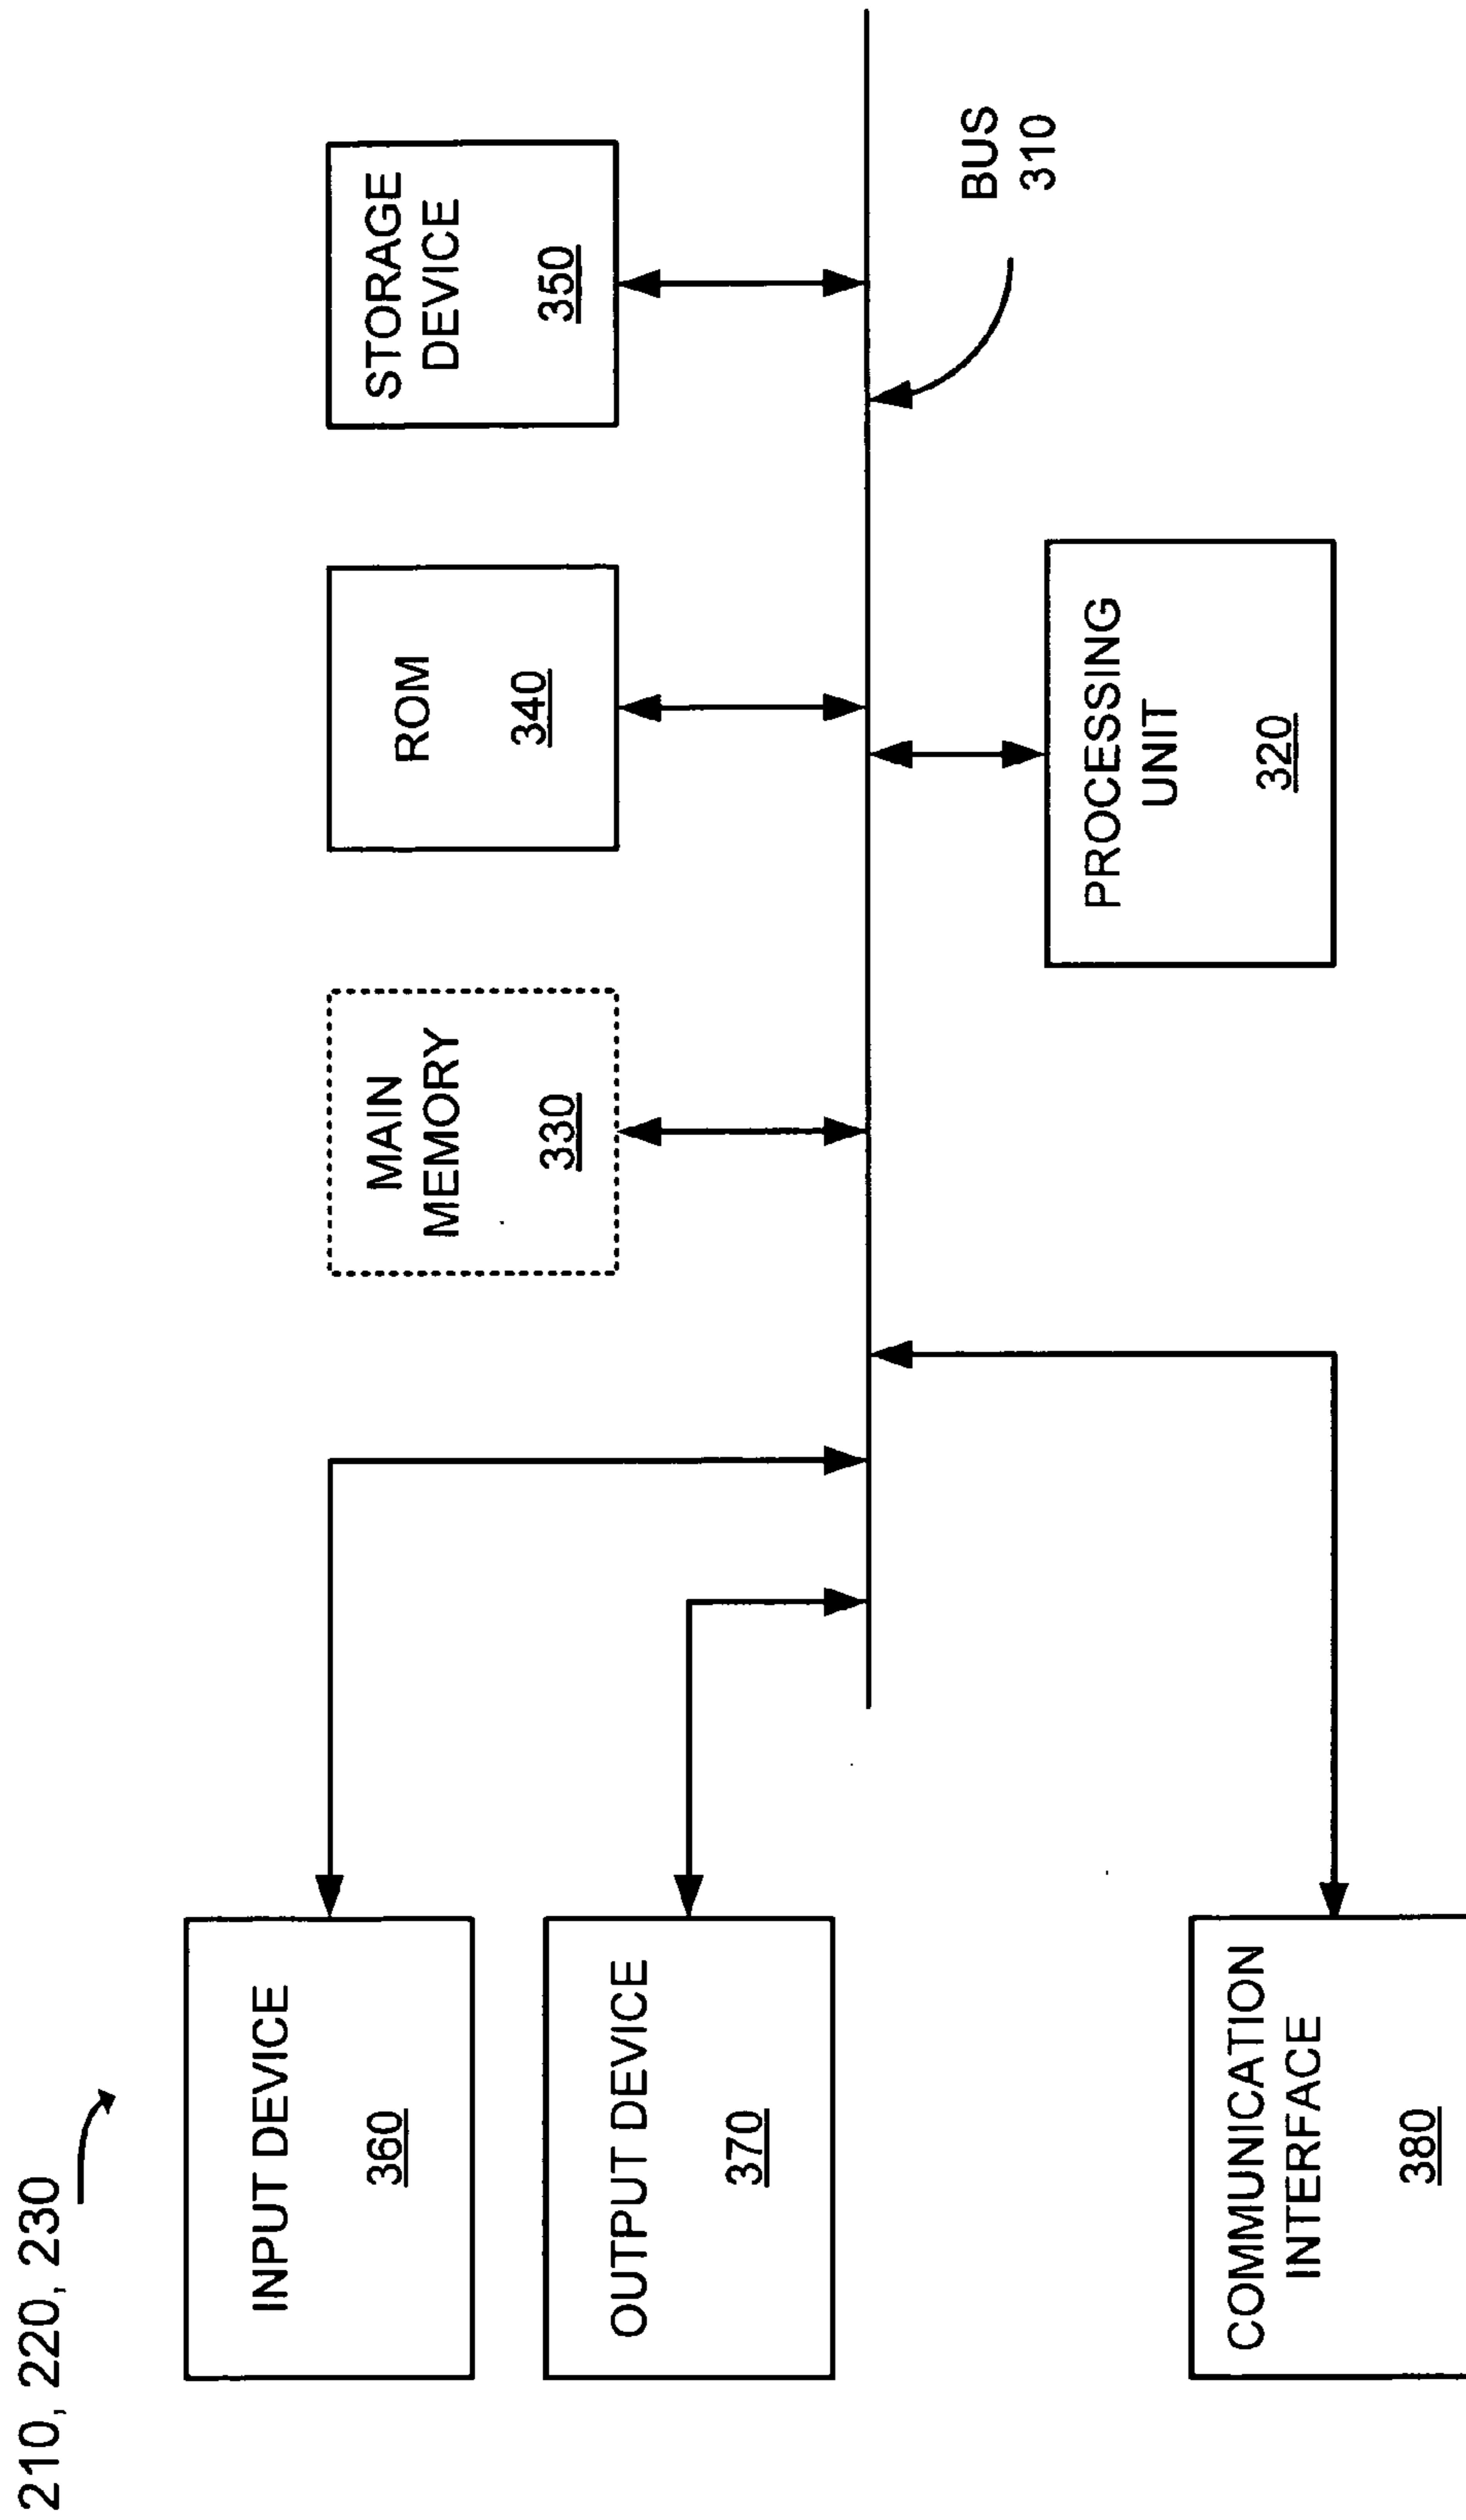 210, 220, 230
INPUT DEVICE
360
OUTPUT DEVICE
370
COMMUNICATION
INTERFACE
380
MAIN
MEMORY
330
ROM
340
STORAGE
DEVICE
350
PROCESSING
UNIT
320
BUS
310